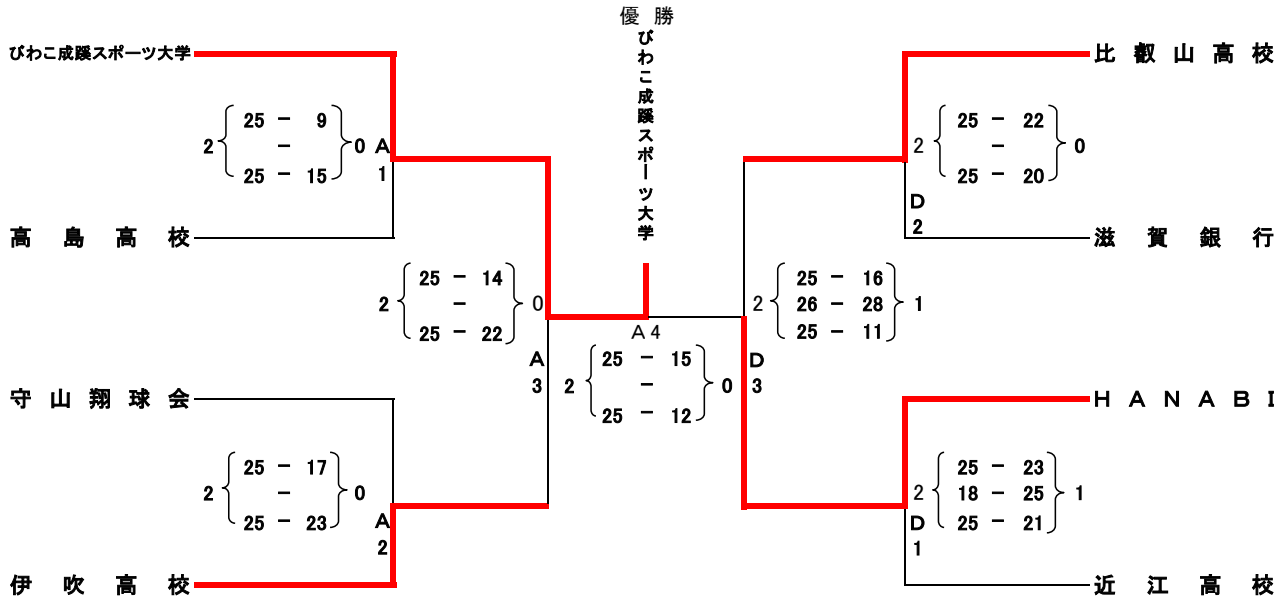 優勝
びわこ成蹊スポーツ大学
びわこ成蹊スポーツ大学
2 25 - 9 0 A
-
25 - 15 1
高島高校
2 25 - 14 0
-
25 - 22
A
3
守山翔球会
2 25 - 17 0
-
25 - 23 A
2
伊吹高校
A4
2 25 - 15 0
-
25 - 12
比叡山高校
2 25 - 22 0
-
25 - 20
D
2
滋賀銀行
2 25 - 16 1
26 - 28
25 - 11
D
3
HANABI
2 25 - 23 1
18 - 25
25 - 21
D
1
近江高校